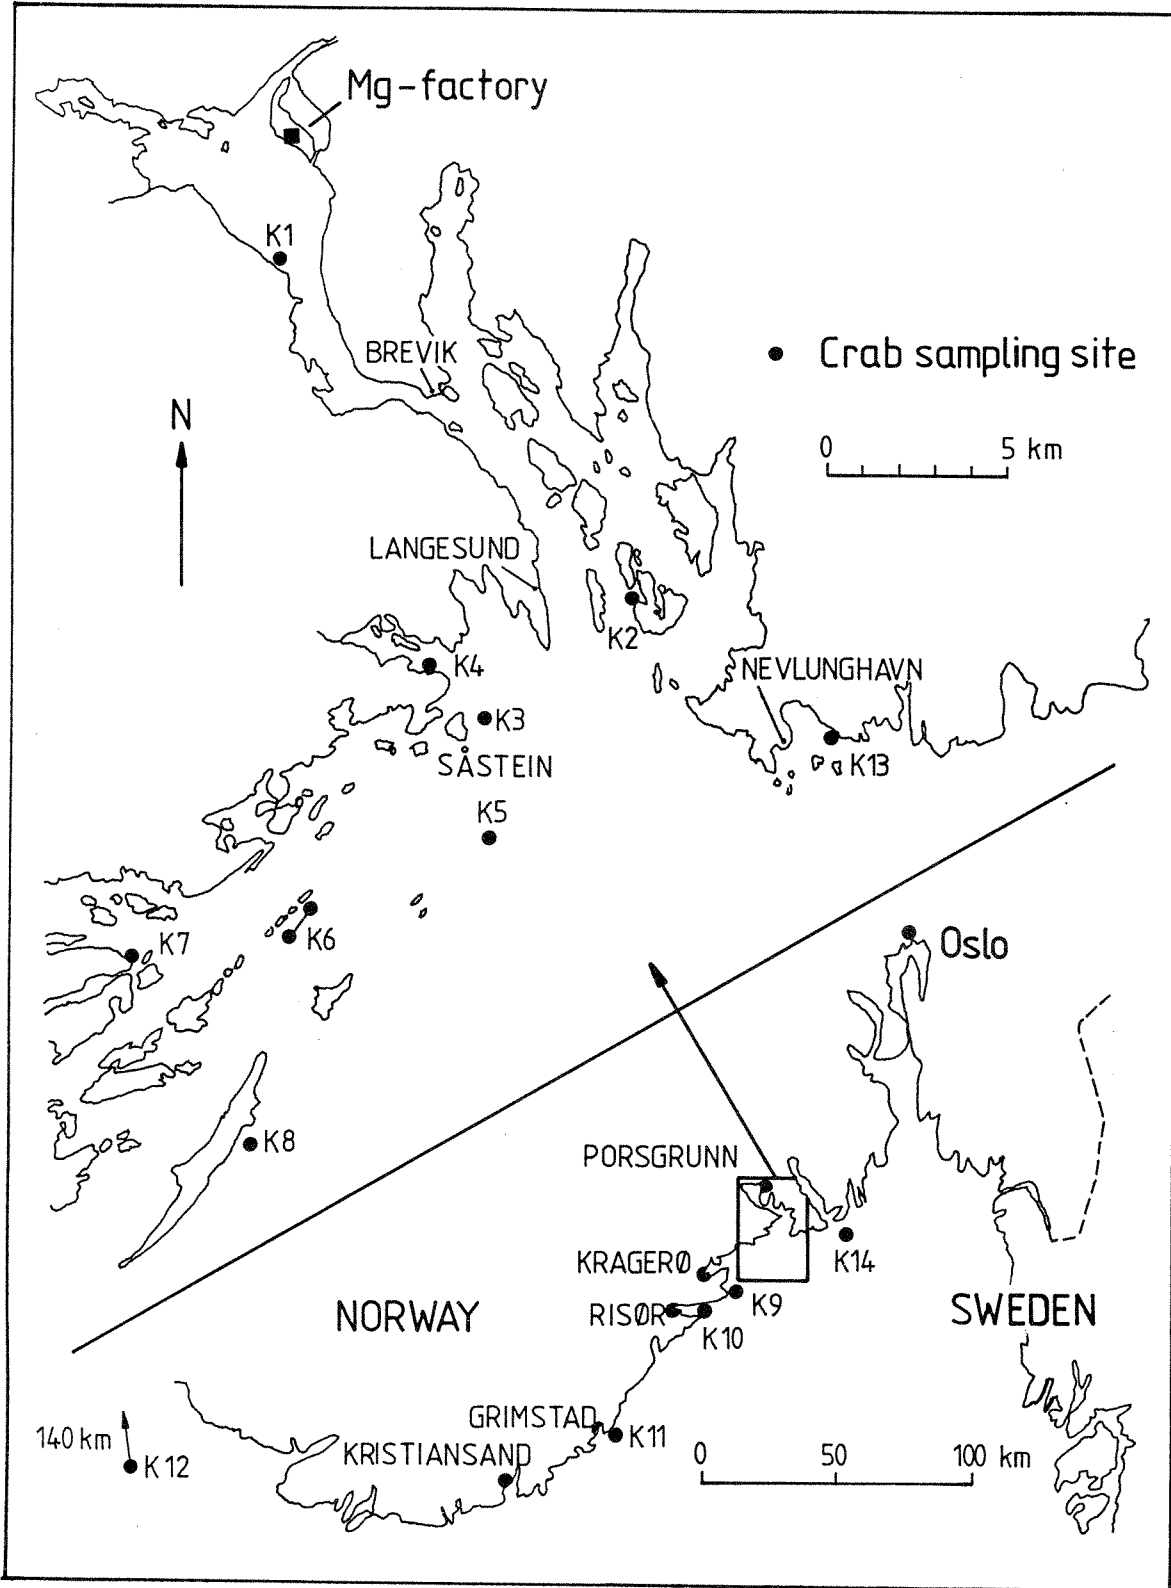 Mg-factory
K1
BREVIK
Crab sampling site
N
0 5 km
LANGESUND
K2
K4
NEVLUNGHAVN
K3
SÅSTEIN
K13
K5
K6
K7
Oslo
K8
PORSGRUNN
K14
KRAGERØ
K9
NORWAY
RISØR
SWEDEN
K10
GRIMSTAD
K11
140 km
K12
KRISTIANSAND
0 50 100 km